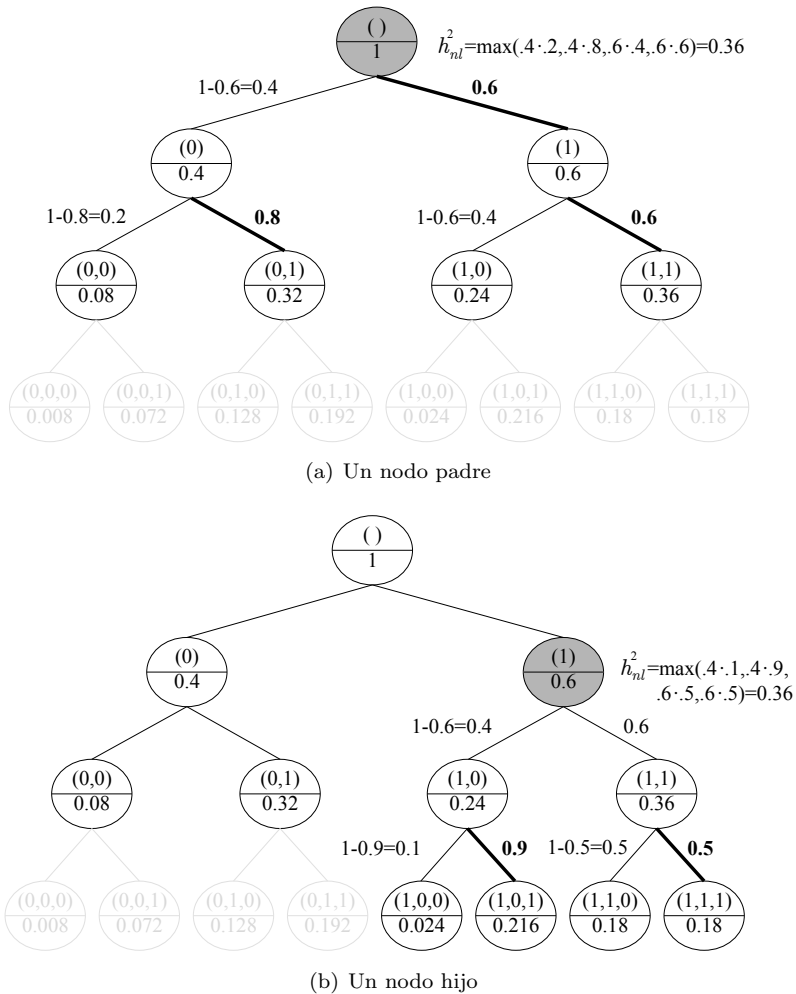 ( )
1
h²ₙₗ=max(.4·.2,.4·.8,.6·.4,.6·.6)=0.36
1-0.6=0.4 0.6
(0) (1)
0.4 0.6
1-0.8=0.2 0.8 1-0.6=0.4 0.6
(0,0) (0,1) (1,0) (1,1)
0.08 0.32 0.24 0.36
(0,0,0) (0,0,1) (0,1,0) (0,1,1) (1,0,0) (1,0,1) (1,1,0) (1,1,1)
0.008 0.072 0.128 0.192 0.024 0.216 0.18 0.18
(a) Un nodo padre
( )
1
(0) (1)
0.4 0.6
h²ₙₗ=max(.4·.1,.4·.9,
.6·.5,.6·.5)=0.36
1-0.6=0.4 0.6
(0,0) (0,1) (1,0) (1,1)
0.08 0.32 0.24 0.36
1-0.9=0.1 0.9 1-0.5=0.5 0.5
(0,0,0) (0,0,1) (0,1,0) (0,1,1) (1,0,0) (1,0,1) (1,1,0) (1,1,1)
0.008 0.072 0.128 0.192 0.024 0.216 0.18 0.18
(b) Un nodo hijo